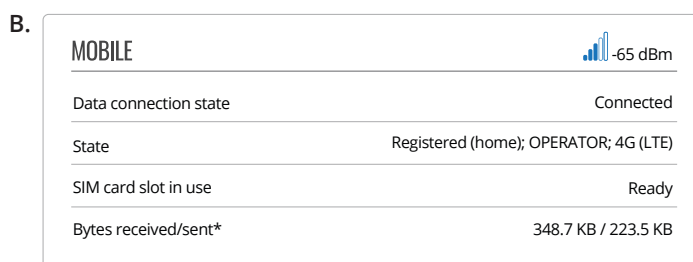 B.
MOBILE -65 dBm
Data connection state Connected
State Registered (home); OPERATOR; 4G (LTE)
SIM card slot in use Ready
Bytes received/sent* 348.7 KB / 223.5 KB